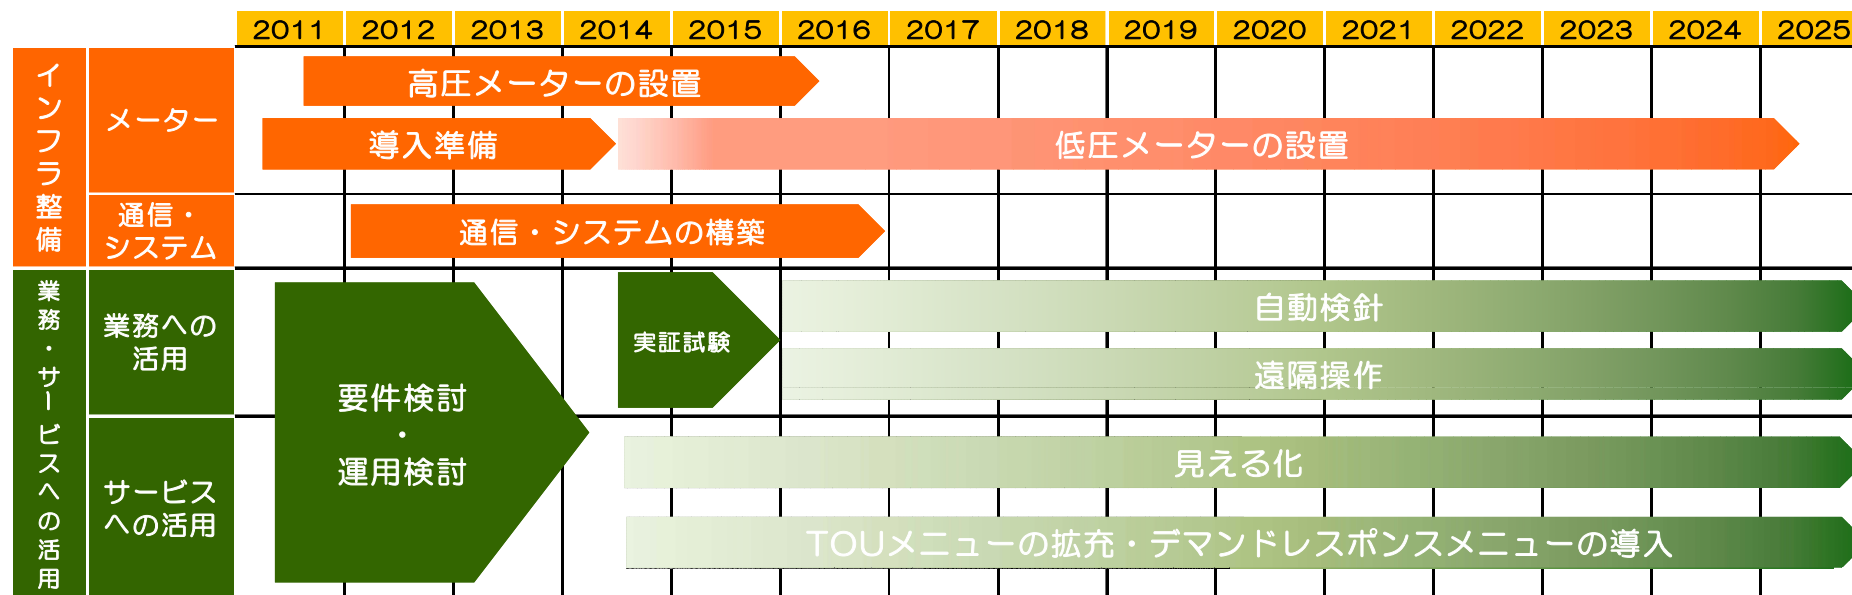 2011 2012 2013 2014 2015 2016 2017 2018 2019 2020 2021 2022 2023 2024 2025
インフラ整備
メーター
高圧メーターの設置
導入準備
低圧メーターの設置
通信・
システム
通信・システムの構築
業務・サービスへの活用
業務への
活用
要件検討
・
運用検討
実証試験
自動検針
遠隔操作
サービス
への活用
見える化
TOUメニューの拡充・デマンドレスポンスメニューの導入